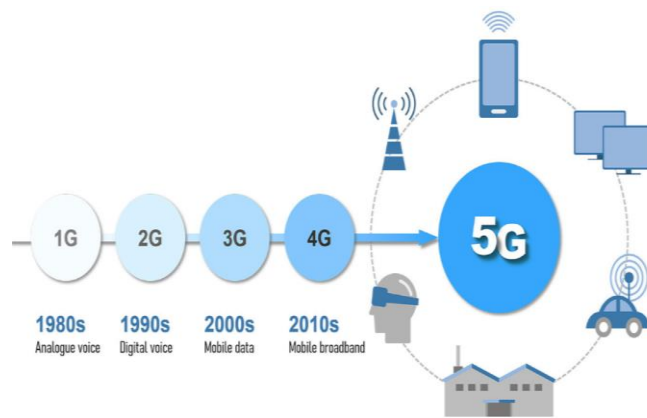 1G 2G 3G 4G 5G
1980s 1990s 2000s 2010s
Analogue voice Digital voice Mobile data Mobile broadband